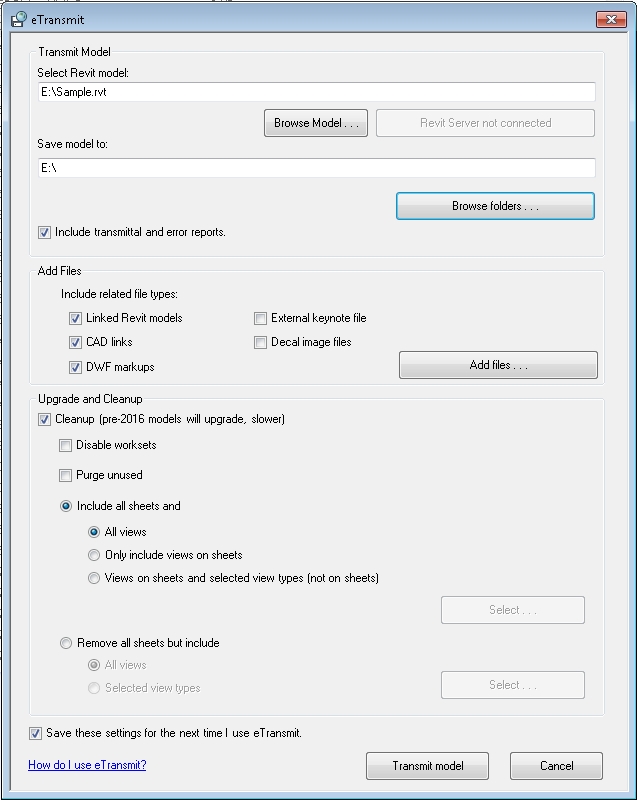 eTransmit
Transmit Model
Select Revit model:
E:\Sample.rvt
Browse Model . . .
Revit Server not connected
Save model to:
E:\
Browse folders . . .
Include transmittal and error reports.
Add Files
Include related file types:
Linked Revit models
External keynote file
CAD links
Decal image files
DWF markups
Add files . . .
Upgrade and Cleanup
Cleanup (pre-2016 models will upgrade, slower)
Disable worksets
Purge unused
Include all sheets and
All views
Only include views on sheets
Views on sheets and selected view types (not on sheets)
Select . . .
Remove all sheets but include
All views
Selected view types
Select . . .
Save these settings for the next time I use eTransmit.
How do I use eTransmit?
Transmit model
Cancel